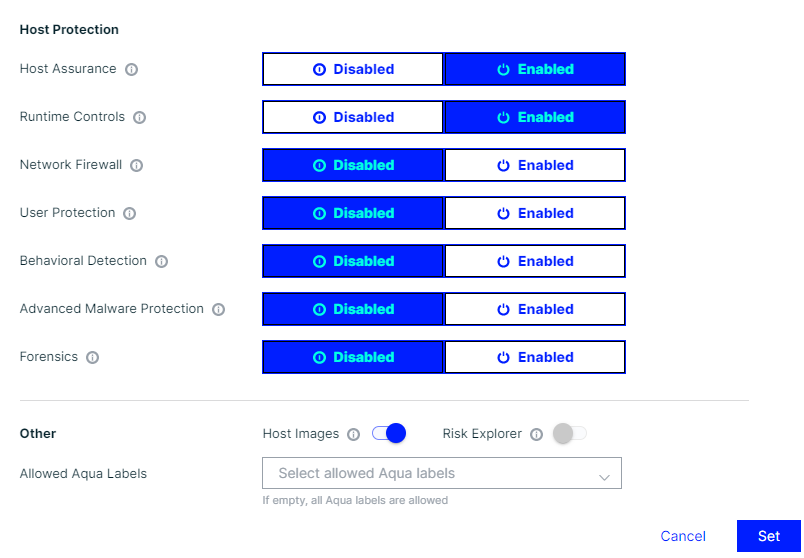 Host Protection
Host Assurance Disabled Enabled
Runtime Controls Disabled Enabled
Network Firewall Disabled Enabled
User Protection Disabled Enabled
Behavioral Detection Disabled Enabled
Advanced Malware Protection Disabled Enabled
Forensics Disabled Enabled
Other Host Images Risk Explorer
Allowed Aqua Labels Select allowed Aqua labels
If empty, all Aqua labels are allowed
Cancel Set